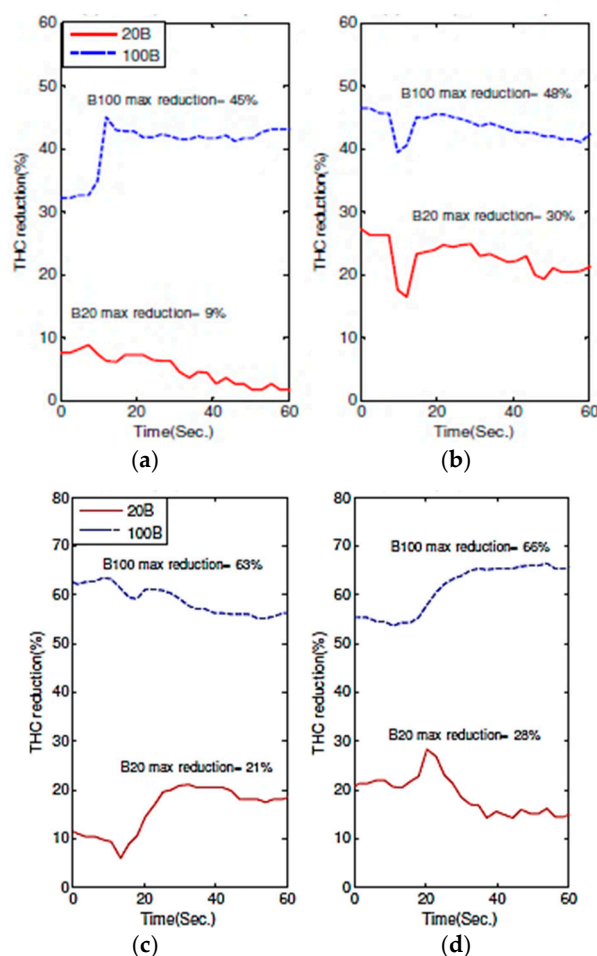 60
50
40
30
20
10
0
THC reduction(%)
20B
100B
B100 max reduction= 45%
B20 max reduction= 9%
0 20 40 60
Time(Sec.)
(a)
60
50
40
30
20
10
0
THC reduction(%)
B100 max reduction= 48%
B20 max reduction= 30%
0 20 40 60
Time(Sec.)
(b)
80
70
60
50
40
30
20
10
0
THC reduction(%)
20B
100B
B100 max reduction= 63%
B20 max reduction= 21%
0 20 40 60
Time(Sec.)
(c)
80
70
60
50
40
30
20
10
0
THC reduction(%)
B100 max reduction= 66%
B20 max reduction= 28%
0 20 40 60
Time(Sec.)
(d)